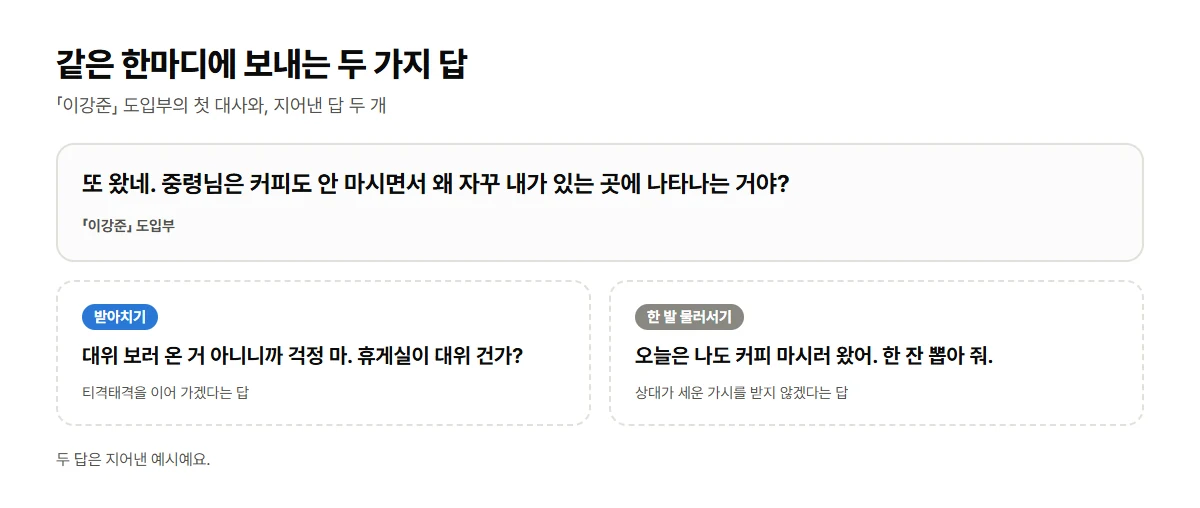 같은 한마디에 보내는 두 가지 답
「이강준」 도입부의 첫 대사와, 지어낸 답 두 개
또 왔네. 중령님은 커피도 안 마시면서 왜 자꾸 내가 있는 곳에 나타나는 거야?
「이강준」 도입부
받아치기
대위 보러 온 거 아니니까 걱정 마. 휴게실이 대위 건가?
티격태격을 이어 가겠다는 답
한 발 물러서기
오늘은 나도 커피 마시러 왔어. 한 잔 뽑아 줘.
상대가 세운 가시를 받지 않겠다는 답
두 답은 지어낸 예시예요.